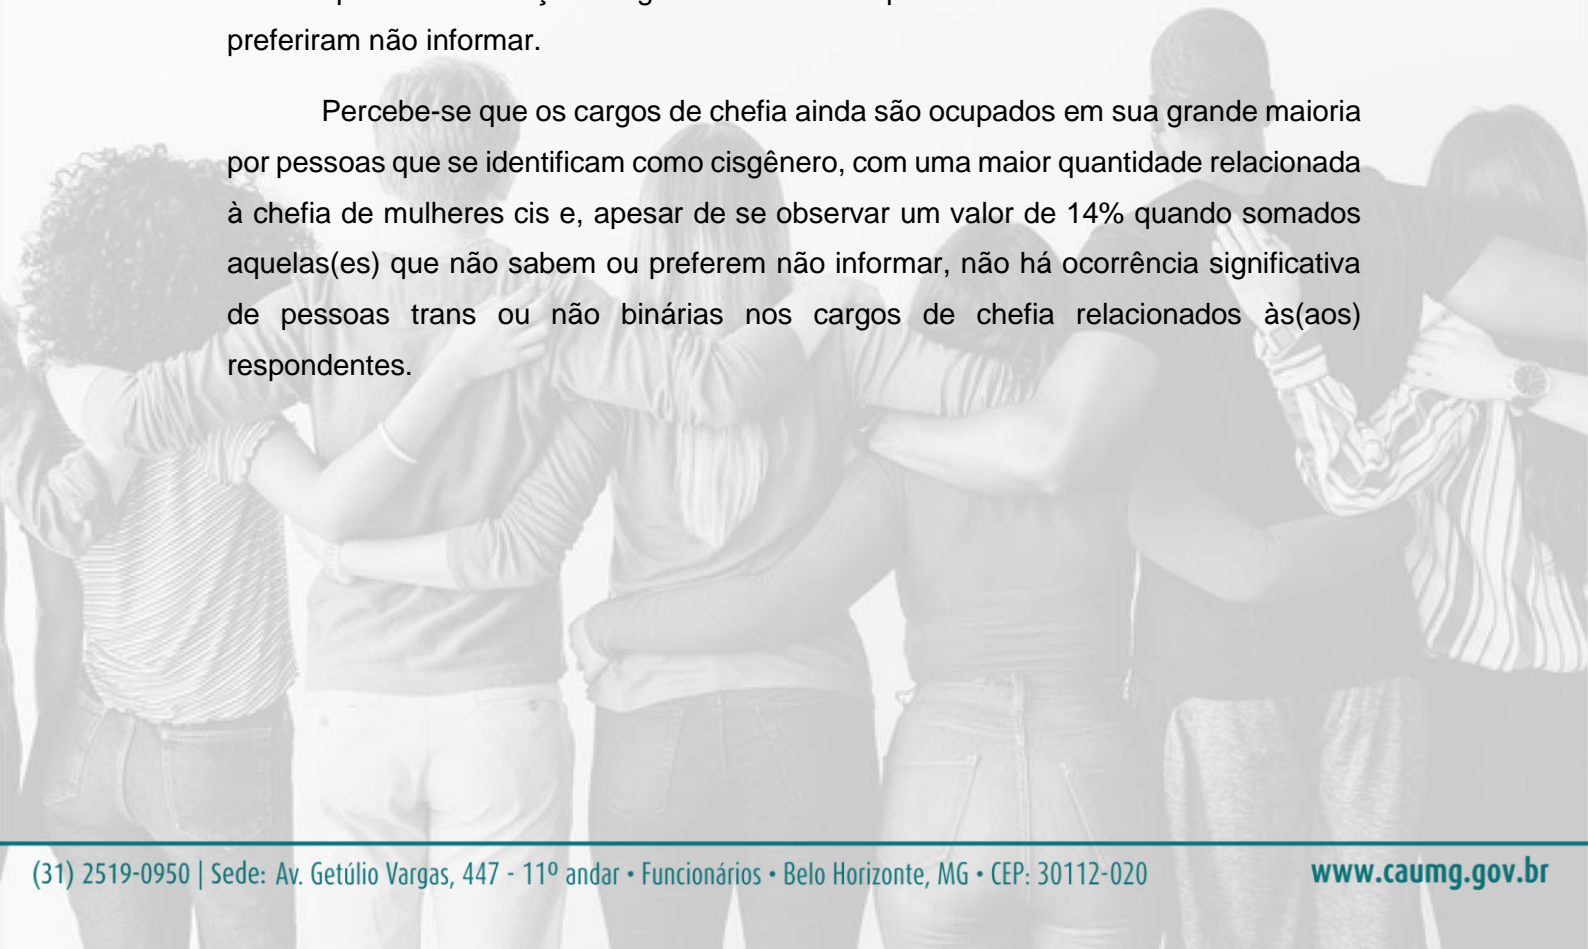 preferiram não informar.
Percebe-se que os cargos de chefia ainda são ocupados em sua grande maioria
por pessoas que se identificam como cisgênero, com uma maior quantidade relacionada
à chefia de mulheres cis e, apesar de se observar um valor de 14% quando somados
aquelas(es) que não sabem ou preferem não informar, não há ocorrência significativa
de pessoas trans ou não binárias nos cargos de chefia relacionados às(aos)
respondentes.
(31) 2519-0950 | Sede: Av. Getúlio Vargas, 447 - 11º andar • Funcionários • Belo Horizonte, MG • CEP: 30112-020
www.caumg.gov.br